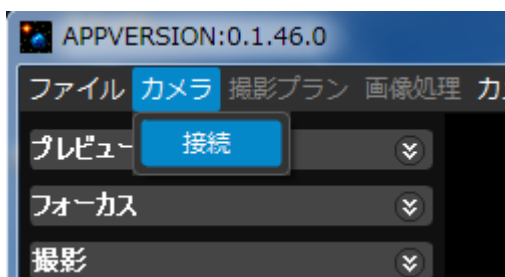 APPVERSION:0.1.46.0
ファイル カメラ 撮影プラン 画像処理
接続
プレビュー
フォーカス
撮影